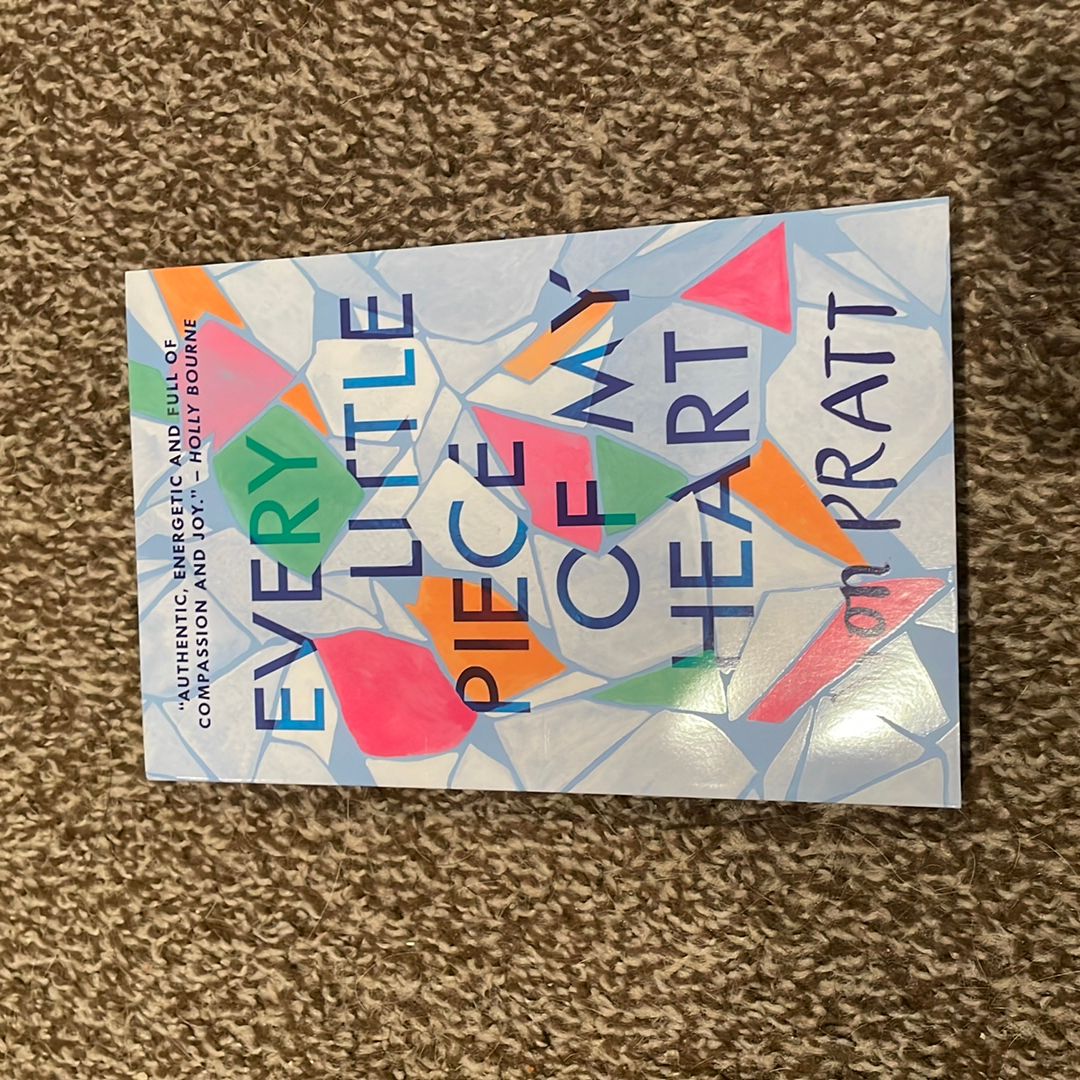 "AUTHENTIC, ENERGETIC AND FULL OF
COMPASSION AND JOY." – HOLLY BOURNE
EVERY
LITTLE
PIECE
OF MY
HEART
on PRATT